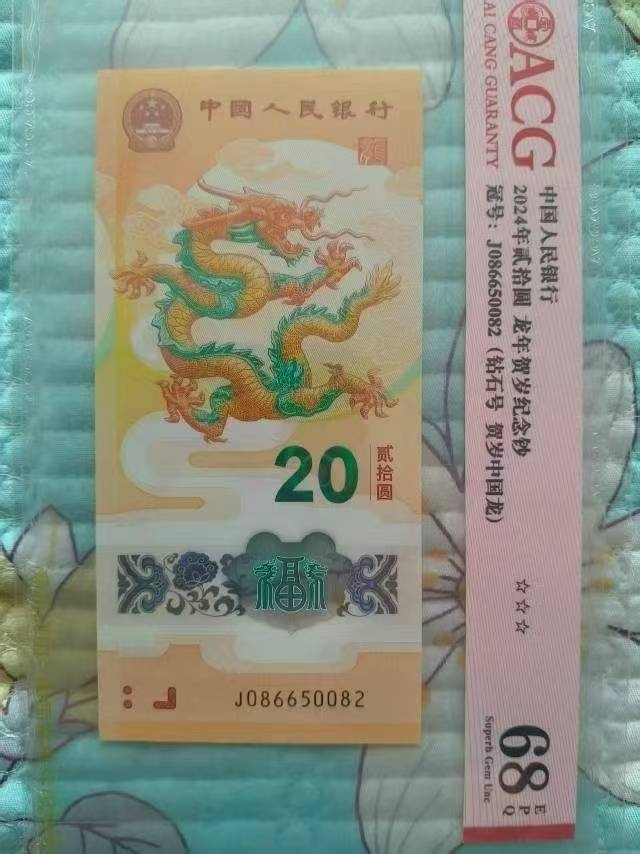 中国人民银行
20
贰拾圆
福
J086650082
ACG
AI CANG GUARANTY
中国人民银行
2024年贰拾圆 龙年贺岁纪念钞
冠号：J086650082（钻石号 贺岁中国龙）
☆☆☆
68 EPQ
Superb Gem Unc